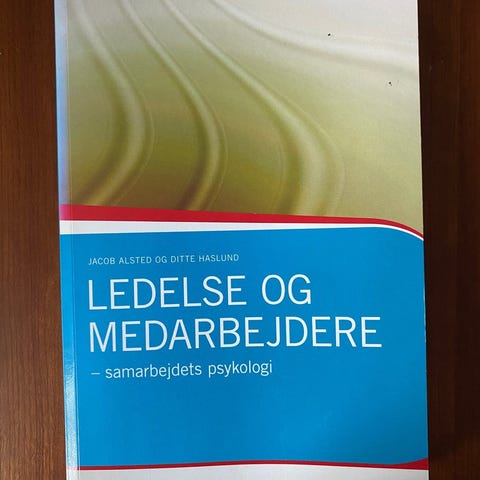 JACOB ALSTED OG DITTE HASLUND
LEDELSE OG
MEDARBEJDERE
– samarbejdets psykologi